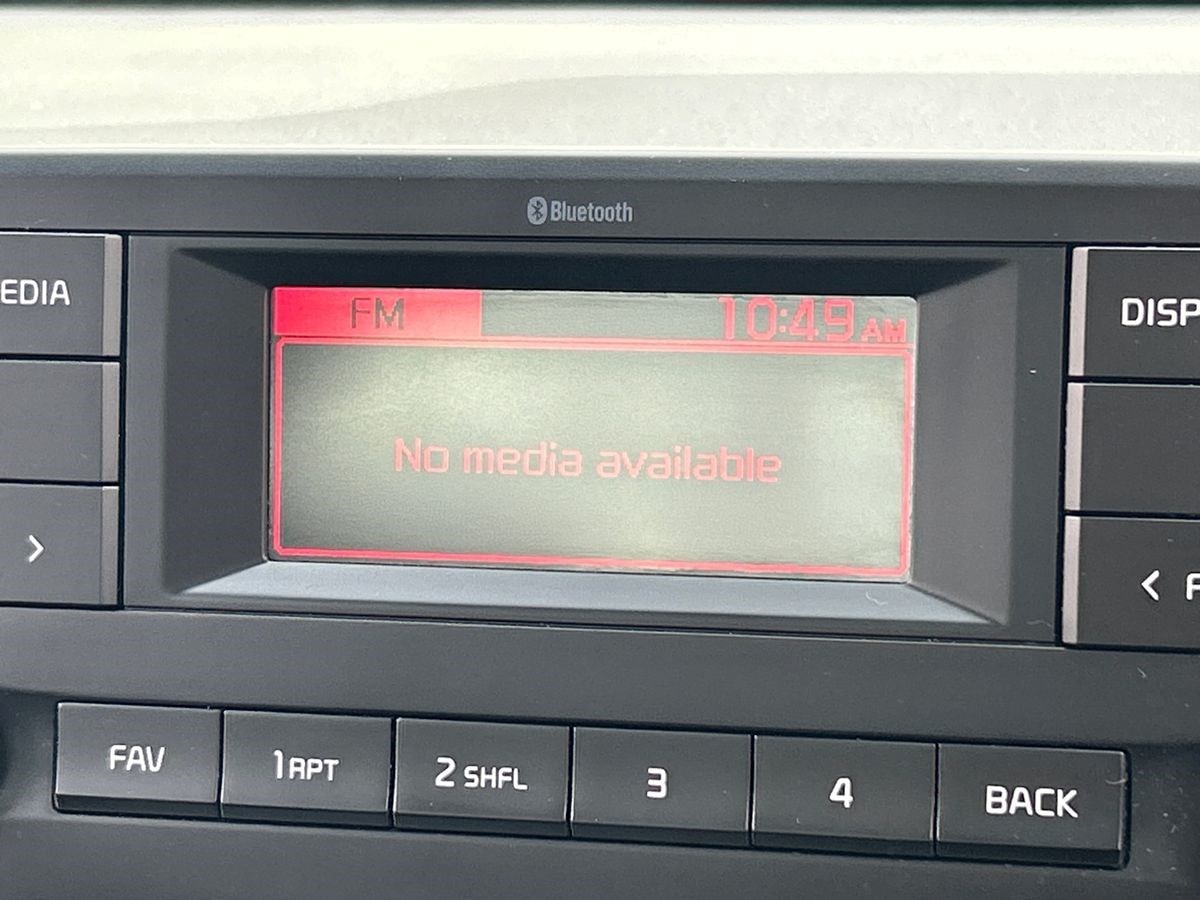 Bluetooth
EDIA
DISP
FM
10:49 AM
No media available
>
<
FAV
1 RPT
2 SHFL
3
4
BACK